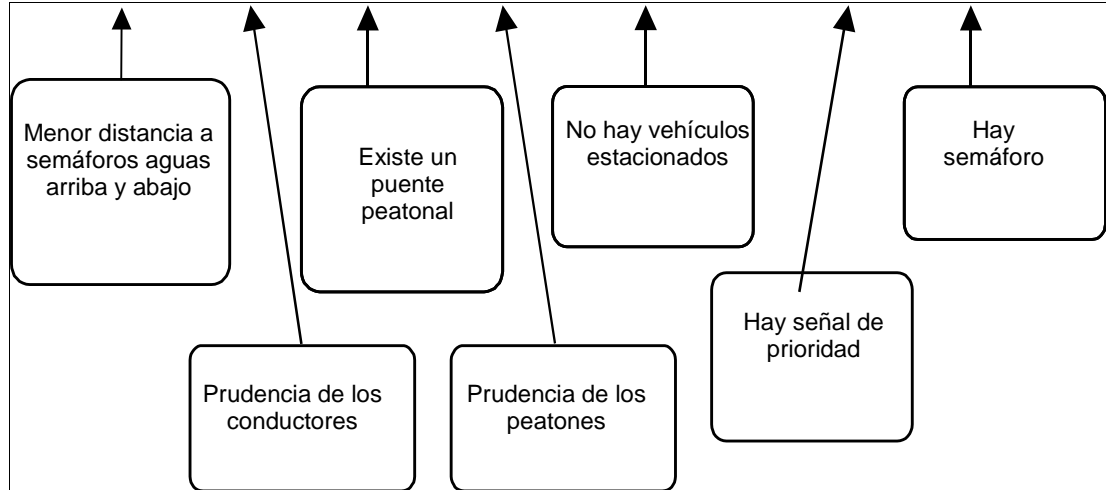 Menor distancia a
semáforos aguas
arriba y abajo
Existe un
puente
peatonal
No hay vehículos
estacionados
Hay
semáforo
Hay señal de
prioridad
Prudencia de los
conductores
Prudencia de los
peatones